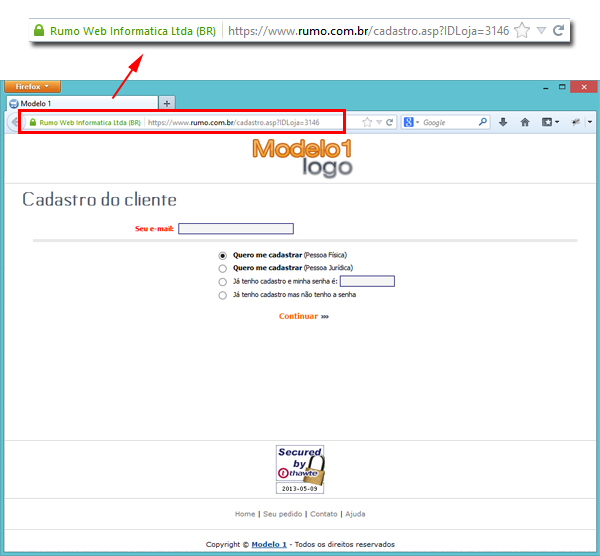 Rumo Web Informatica Ltda (BR) https://www.rumo.com.br/cadastro.asp?IDLoja=3146
Firefox
Modelo 1
Rumo Web Informatica Ltda (BR) https://www.rumo.com.br/cadastro.asp?IDLoja=3146 Google
Modelo1
logo
Cadastro do cliente
Seu e-mail:
Quero me cadastrar (Pessoa Física)
Quero me cadastrar (Pessoa Jurídica)
Já tenho cadastro e minha senha é:
Já tenho cadastro mas não tenho a senha
Continuar »»
Secured
by
thawte
2013-05-09
Home | Seu pedido | Contato | Ajuda
Copyright © Modelo 1 - Todos os direitos reservados